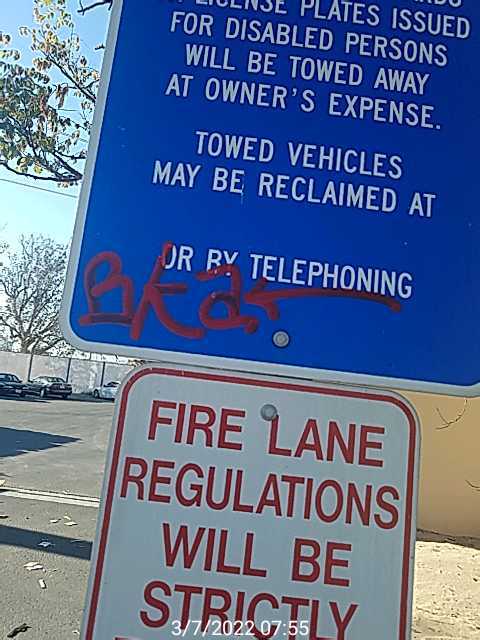 LICENSE PLATES ISSUED
FOR DISABLED PERSONS
WILL BE TOWED AWAY
AT OWNER'S EXPENSE.
TOWED VEHICLES
MAY BE RECLAIMED AT
OR BY TELEPHONING
FIRE LANE
REGULATIONS
WILL BE
STRICTLY
3/7/2022 07:55